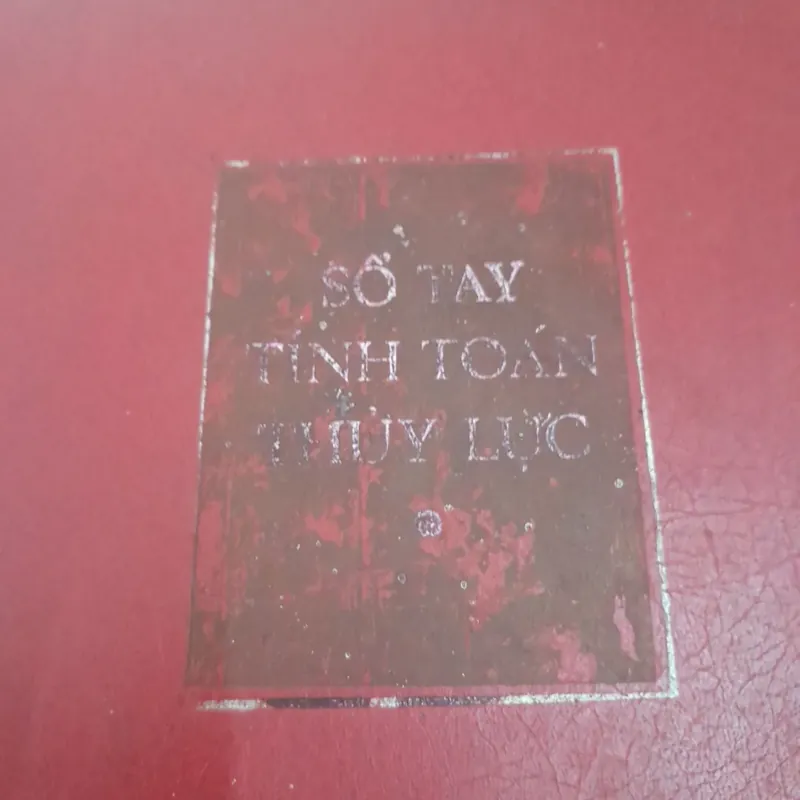 SỔ TAY
TÍNH TOÁN
THỦY LỰC